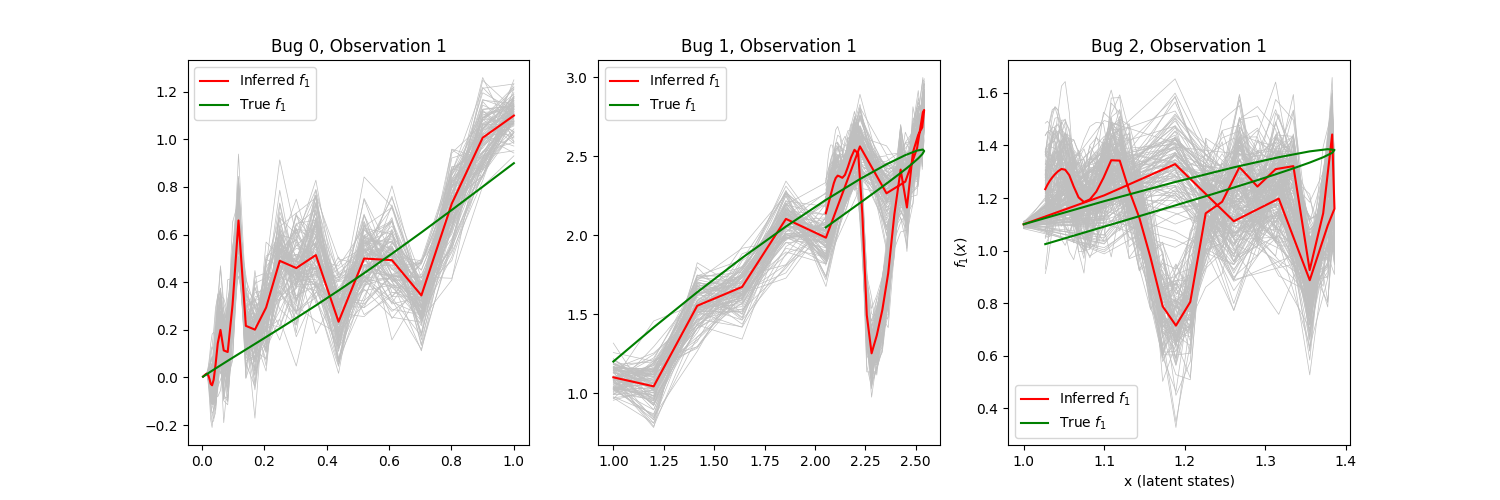 Bug 0, Observation 1
Inferred f₁
True f₁
1.2
1.0
0.8
0.6
0.4
0.2
0.0
−0.2
0.0 0.2 0.4 0.6 0.8 1.0
Bug 1, Observation 1
Inferred f₁
True f₁
3.0
2.5
2.0
1.5
1.0
1.00 1.25 1.50 1.75 2.00 2.25 2.50
Bug 2, Observation 1
f₁(x)
1.6
1.4
1.2
1.0
0.8
0.6
0.4
Inferred f₁
True f₁
1.0 1.1 1.2 1.3 1.4
x (latent states)